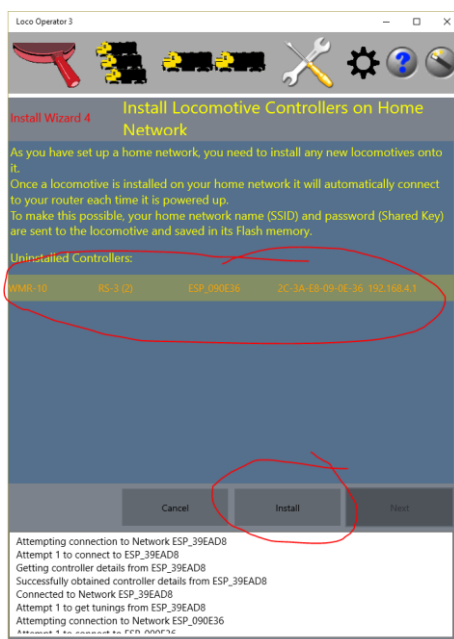 Loco Operator 3
Install Wizard 4
Install Locomotive Controllers on Home
Network
As you have set up a home network, you need to install any new locomotives onto
it.
Once a locomotive is installed on your home network it will automatically connect
to your router each time it is powered up.
To make this possible, your home network name (SSID) and password (Shared Key)
are sent to the locomotive and saved in its Flash memory.
Uninstalled Controllers:
WMR-10 RS-3 (2) ESP_090E36 2C-3A-E8-09-0E-36 192.168.4.1
Cancel Install Next
Attempting connection to Network ESP_39EAD8
Attempt 1 to connect to ESP_39EAD8
Getting controller details from ESP_39EAD8
Successfully obtained controller details from ESP_39EAD8
Connected to Network ESP_39EAD8
Attempt 1 to get tunings from ESP_39EAD8
Attempting connection to Network ESP_090E36
Attempt 1 to connect to ESP_090E36